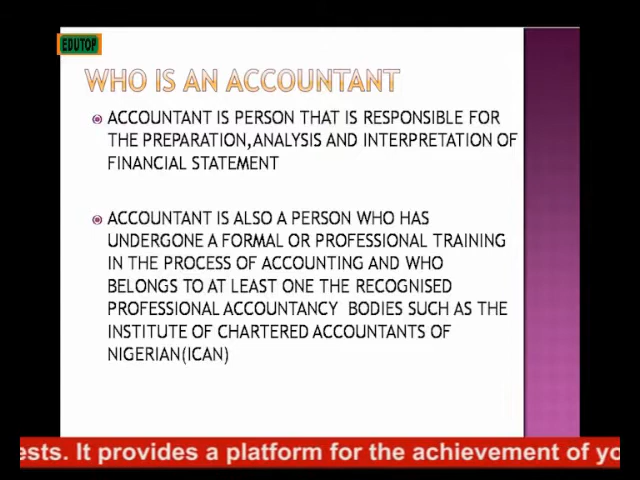 EDUTOP
WHO IS AN ACCOUNTANT
ACCOUNTANT IS PERSON THAT IS RESPONSIBLE FOR
THE PREPARATION,ANALYSIS AND INTERPRETATION OF
FINANCIAL STATEMENT
ACCOUNTANT IS ALSO A PERSON WHO HAS
UNDERGONE A FORMAL OR PROFESSIONAL TRAINING
IN THE PROCESS OF ACCOUNTING AND WHO
BELONGS TO AT LEAST ONE THE RECOGNISED
PROFESSIONAL ACCOUNTANCY BODIES SUCH AS THE
INSTITUTE OF CHARTERED ACCOUNTANTS OF
NIGERIAN(ICAN)
ests. It provides a platform for the achievement of yo